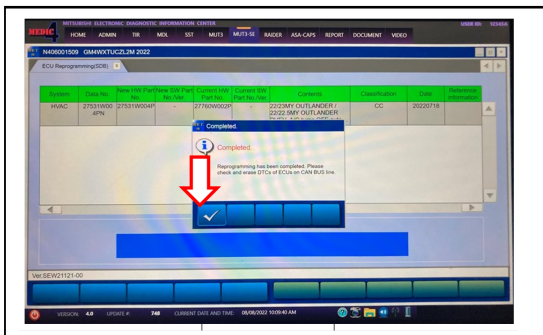 MEDIC
MITSUBISHI ELECTRONIC DIAGNOSTIC INFORMATION CENTER
USER ID: 123456
HOME ADMIN TIR MDL SST MUT3 MUT3-SE RAIDER ASA-CAPS REPORT DOCUMENT VIDEO
N406001509 GM4WXTUCZL2M 2022
ECU Reprogramming(SDB)
System Data No. New HW Part No. New SW Part No./Ver. Current HW Part No. Current SW Part No./Ver. Contents Classification Date Reference information
HVAC 27531W004PN 27531W004P - 27760W002P - 22/23MY OUTLANDER / 22/22.5MY OUTLANDER CC 20220718
Completed.
Completed.
Reprogramming has been completed. Please
check and erase DTCs of ECUs on CAN BUS line.
Ver.SEW21121-00
VERSION: 4.0 UPDATE #: 748 CURRENT DATE AND TIME: 08/08/2022 10:09:40 AM